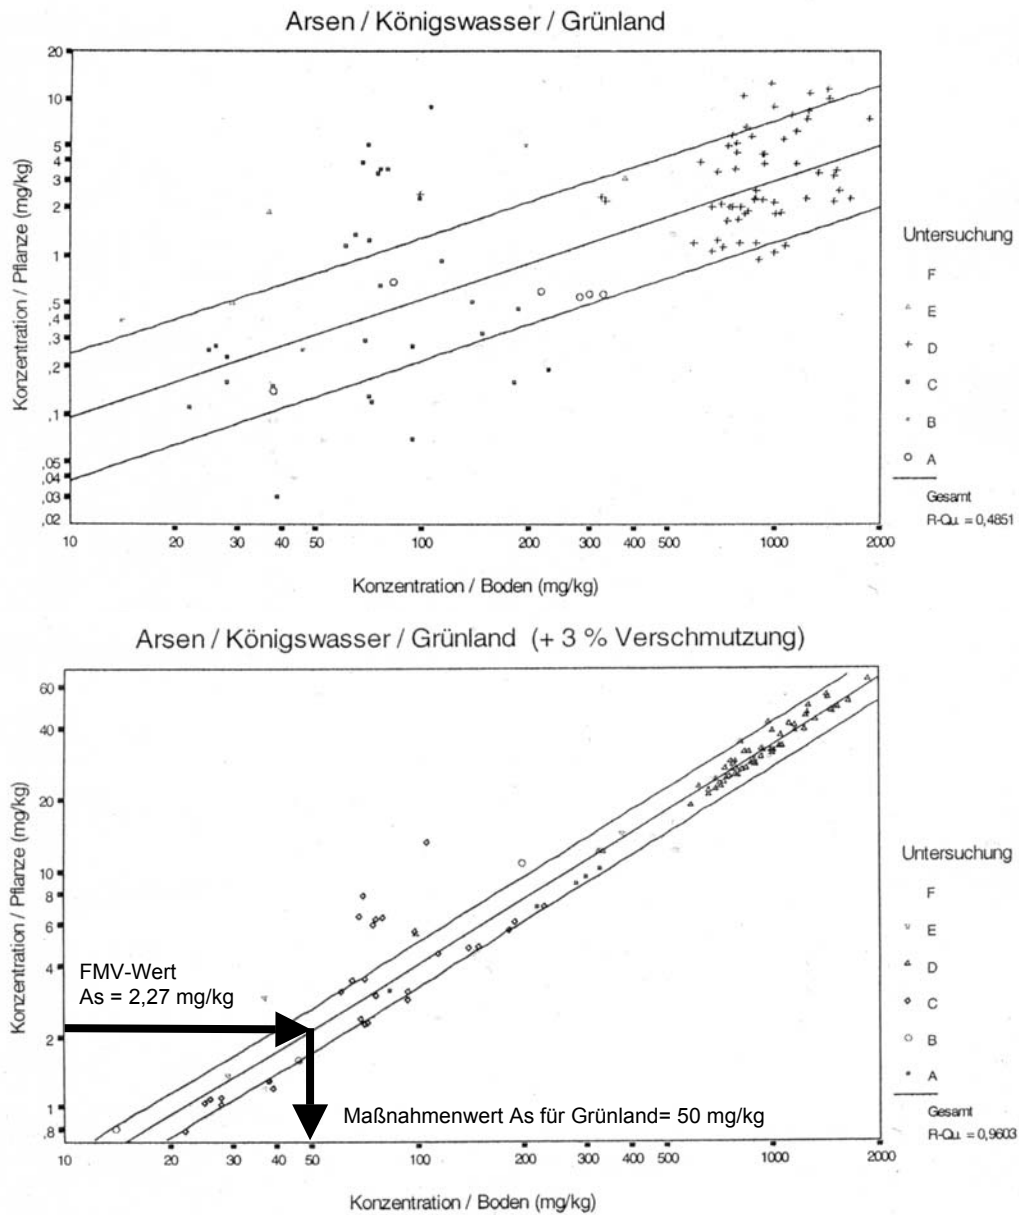 Arsen / Königswasser / Grünland
Konzentration / Pflanze (mg/kg)
20
10
5
4
3
2
1
,5
,4
,3
,2
,1
,05
,04
,03
,02
10
20
30
40
50
100
200
300
400
500
1000
2000
Konzentration / Boden (mg/kg)
Untersuchung
F
E
D
C
B
A
Gesamt
R-Qu. = 0,4851
Arsen / Königswasser / Grünland (+ 3 % Verschmutzung)
Konzentration / Pflanze (mg/kg)
60
40
20
10
8
6
4
2
1
,8
FMV-Wert
As = 2,27 mg/kg
Maßnahmenwert As für Grünland= 50 mg/kg
10
20
30
40
50
100
200
300
400
500
1000
2000
Konzentration / Boden (mg/kg)
Untersuchung
F
E
D
C
B
A
Gesamt
R-Qu. = 0,9603